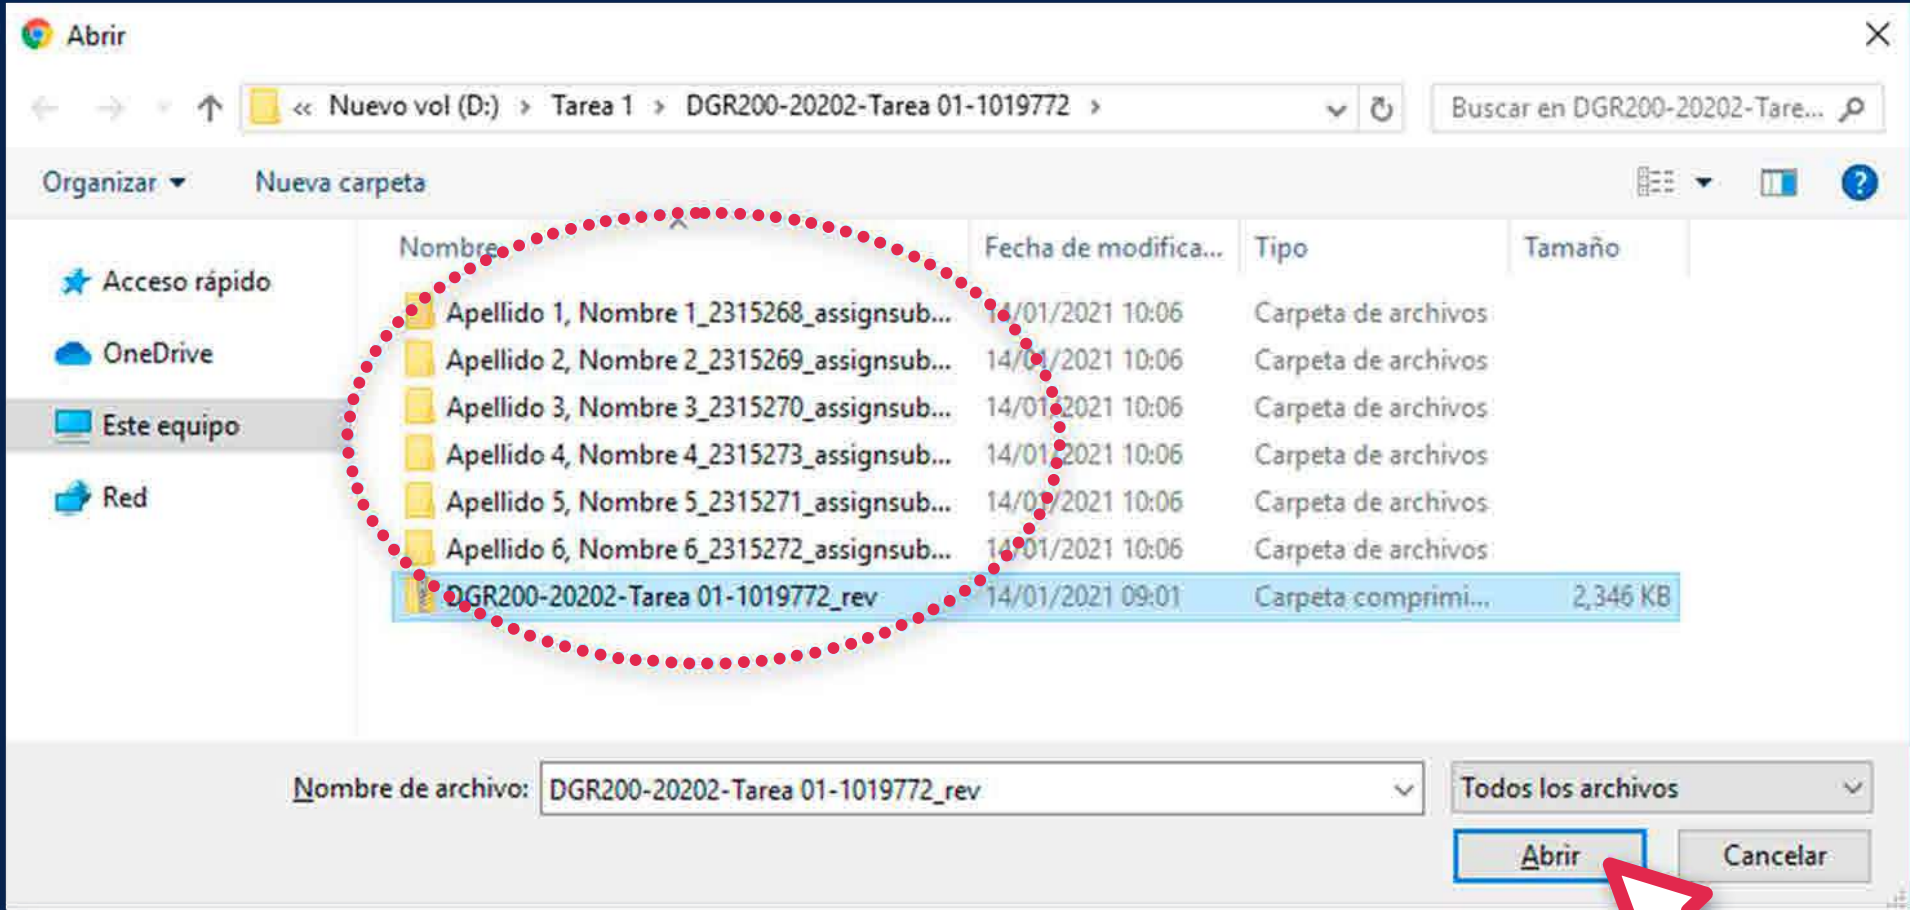 Abrir
« Nuevo vol (D:) > Tarea 1 > DGR200-20202-Tarea 01-1019772 >
Buscar en DGR200-20202-Tare...
Organizar
Nueva carpeta
Acceso rápido
OneDrive
Este equipo
Red
Nombre Fecha de modifica... Tipo Tamaño
Apellido 1, Nombre 1_2315268_assignsub... 14/01/2021 10:06 Carpeta de archivos
Apellido 2, Nombre 2_2315269_assignsub... 14/01/2021 10:06 Carpeta de archivos
Apellido 3, Nombre 3_2315270_assignsub... 14/01/2021 10:06 Carpeta de archivos
Apellido 4, Nombre 4_2315273_assignsub... 14/01/2021 10:06 Carpeta de archivos
Apellido 5, Nombre 5_2315271_assignsub... 14/01/2021 10:06 Carpeta de archivos
Apellido 6, Nombre 6_2315272_assignsub... 14/01/2021 10:06 Carpeta de archivos
DGR200-20202-Tarea 01-1019772_rev 14/01/2021 09:01 Carpeta comprimi... 2,346 KB
Nombre de archivo: DGR200-20202-Tarea 01-1019772_rev
Todos los archivos
Abrir
Cancelar